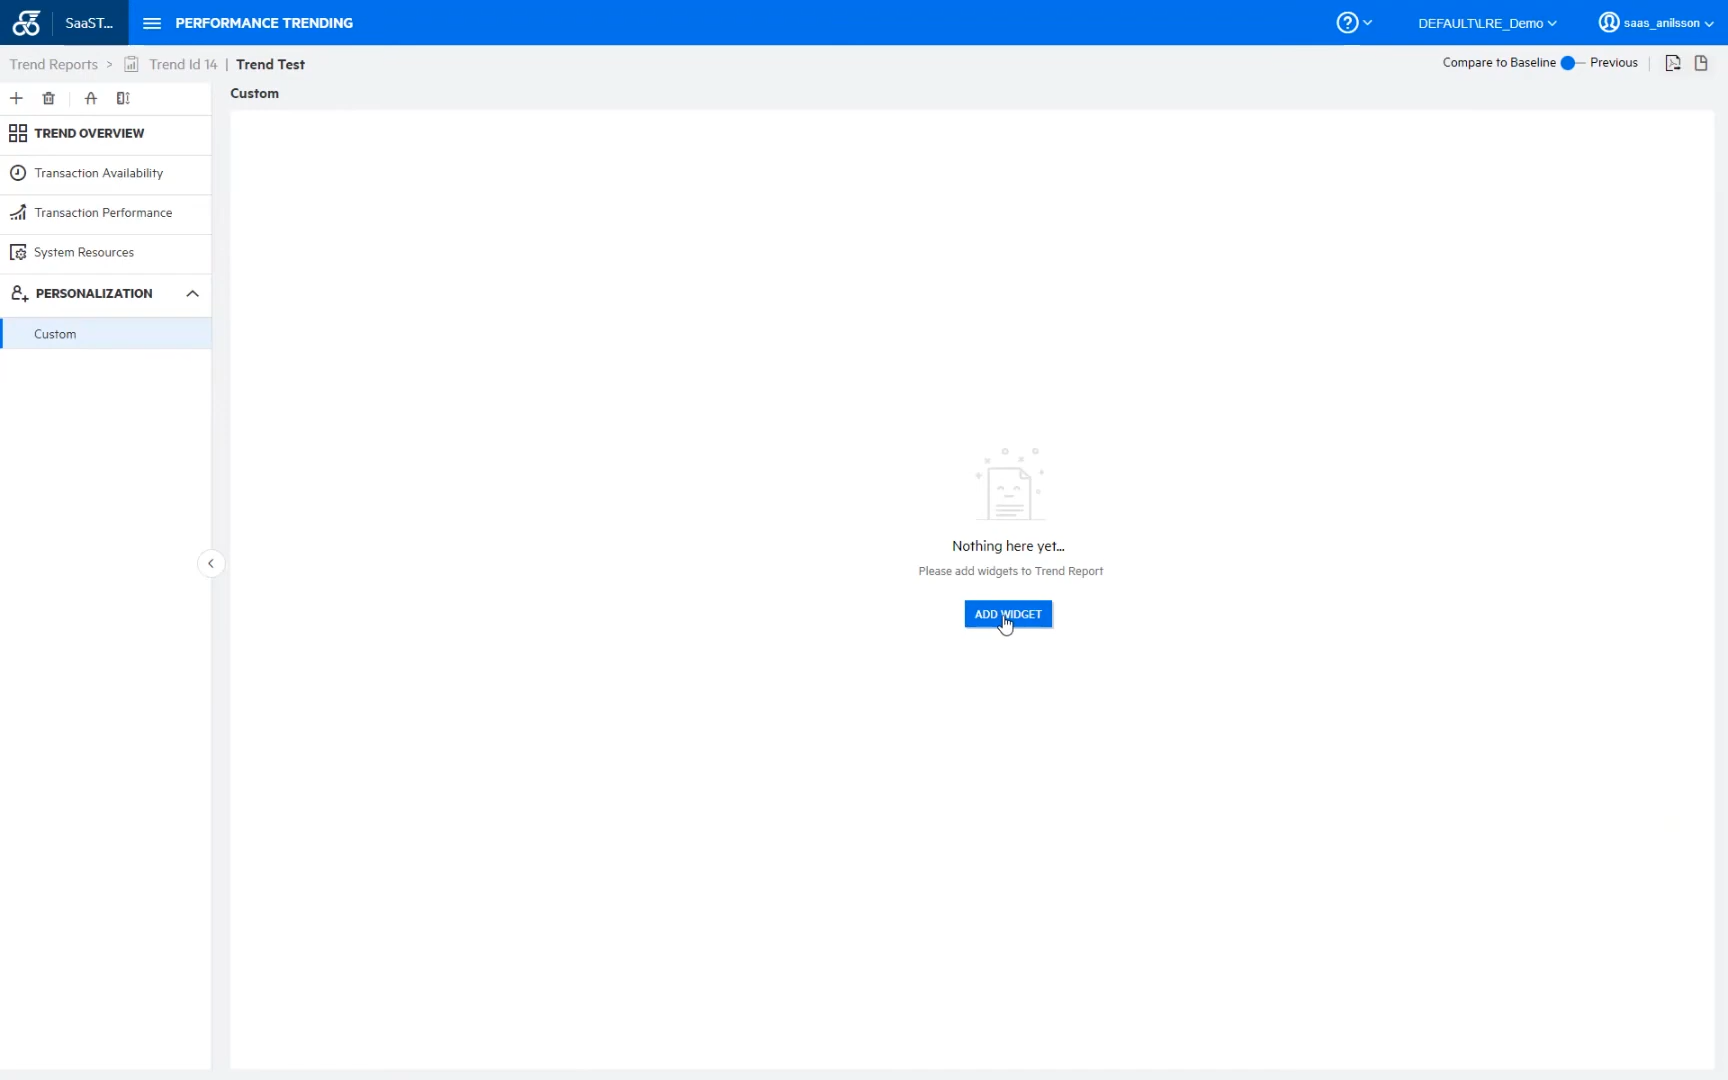 SaaST...
PERFORMANCE TRENDING
DEFAULT\LRE_Demo
saas_anilsson
Trend Reports > Trend Id 14 | Trend Test
Compare to Baseline
Previous
Custom
TREND OVERVIEW
Transaction Availability
Transaction Performance
System Resources
PERSONALIZATION
Custom
Nothing here yet...
Please add widgets to Trend Report
ADD WIDGET